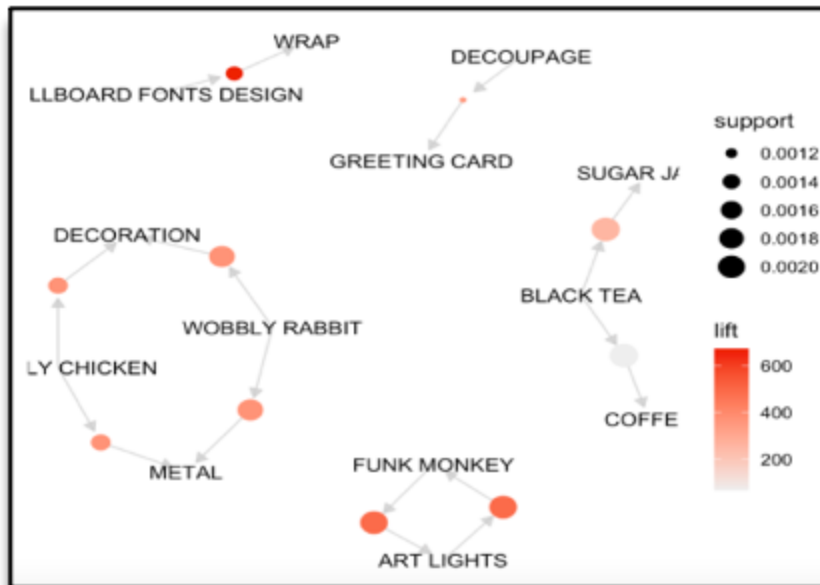 WRAP
DECOUPAGE
LLBOARD FONTS DESIGN
GREETING CARD
SUGAR JA
DECORATION
BLACK TEA
WOBBLY RABBIT
LY CHICKEN
COFFE
METAL
FUNK MONKEY
ART LIGHTS
support
0.0012
0.0014
0.0016
0.0018
0.0020
lift
600
400
200